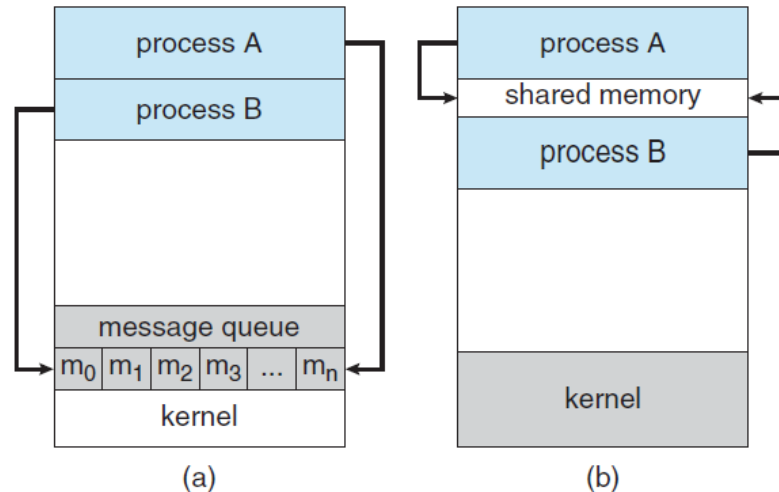 process A
process B
message queue
m0 m1 m2 m3 ... mn
kernel
(a)
process A
shared memory
process B
kernel
(b)